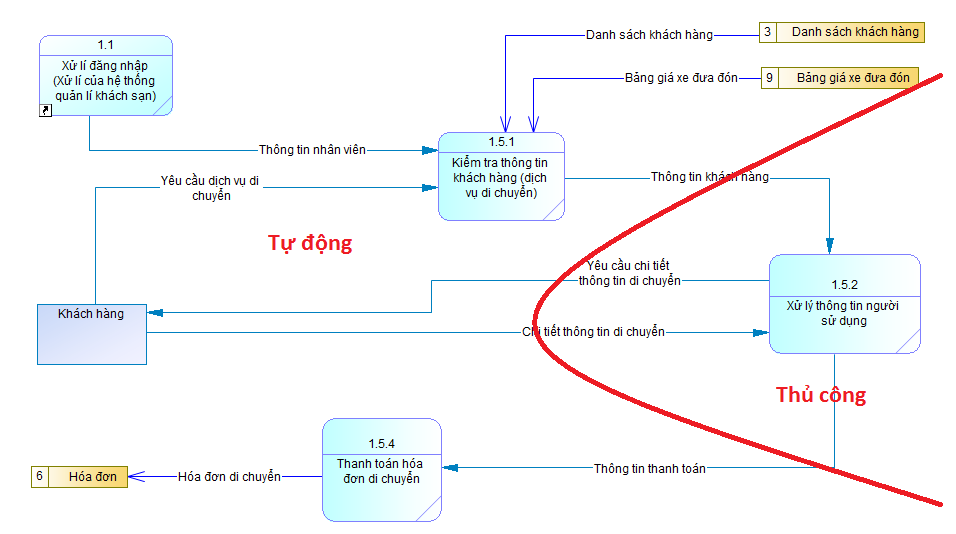 Danh sách khách hàng
3 Danh sách khách hàng
1.1
Xử lí đăng nhập
(Xử lí của hệ thống
quản lí khách sạn)
Bảng giá xe đưa đón
9 Bảng giá xe đưa đón
Thông tin nhân viên
1.5.1
Kiểm tra thông tin
khách hàng (dịch
vụ di chuyển)
Yêu cầu dịch vụ di
chuyển
Thông tin khách hàng
Tự động
Yêu cầu chi tiết
thông tin di chuyển
1.5.2
Xử lý thông tin người
sử dụng
Khách hàng
Chi tiết thông tin di chuyển
Thủ công
1.5.4
Thanh toán hóa
đơn di chuyển
Thông tin thanh toán
6 Hóa đơn
Hóa đơn di chuyển